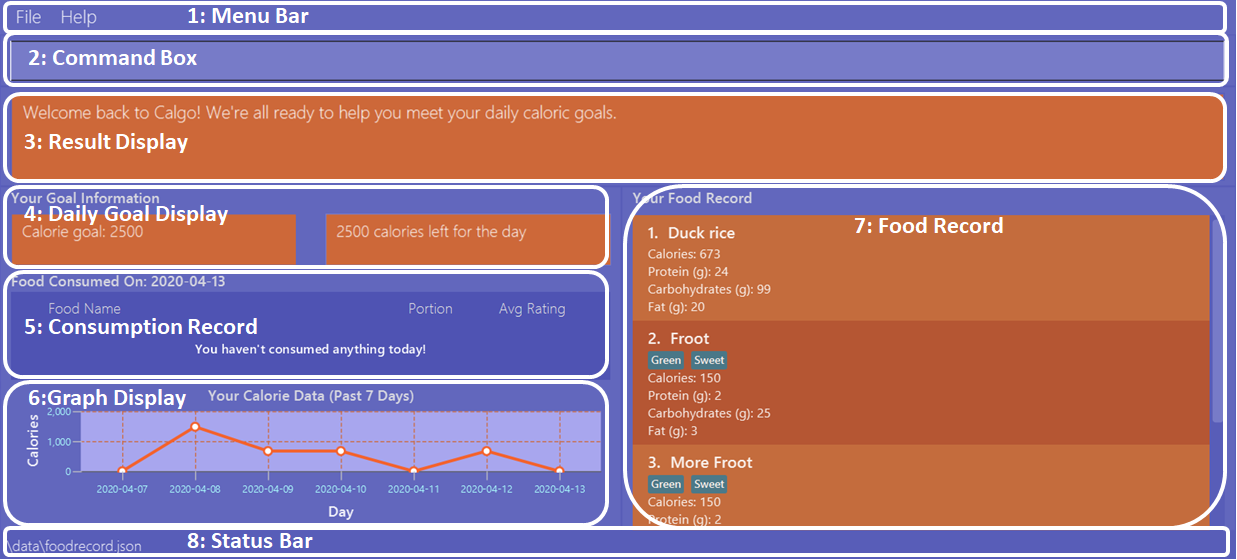 File Help 1: Menu Bar
2: Command Box
Welcome back to Calgo! We're all ready to help you meet your daily caloric goals.
3: Result Display
Your Goal Information
4: Daily Goal Display
Calorie goal: 2500
2500 calories left for the day
Food Consumed On: 2020-04-13
Food Name Portion Avg Rating
5: Consumption Record
You haven't consumed anything today!
6:Graph Display
Your Calorie Data (Past 7 Days)
Calories
2,000
1,000
0
2020-04-07 2020-04-08 2020-04-09 2020-04-10 2020-04-11 2020-04-12 2020-04-13
Day
Your Food Record
7: Food Record
1. Duck rice
Calories: 673
Protein (g): 24
Carbohydrates (g): 99
Fat (g): 20
2. Froot
Green Sweet
Calories: 150
Protein (g): 2
Carbohydrates (g): 25
Fat (g): 3
3. More Froot
Green Sweet
Calories: 150
Protein (g): 2
\data\foodrecord.json 8: Status Bar